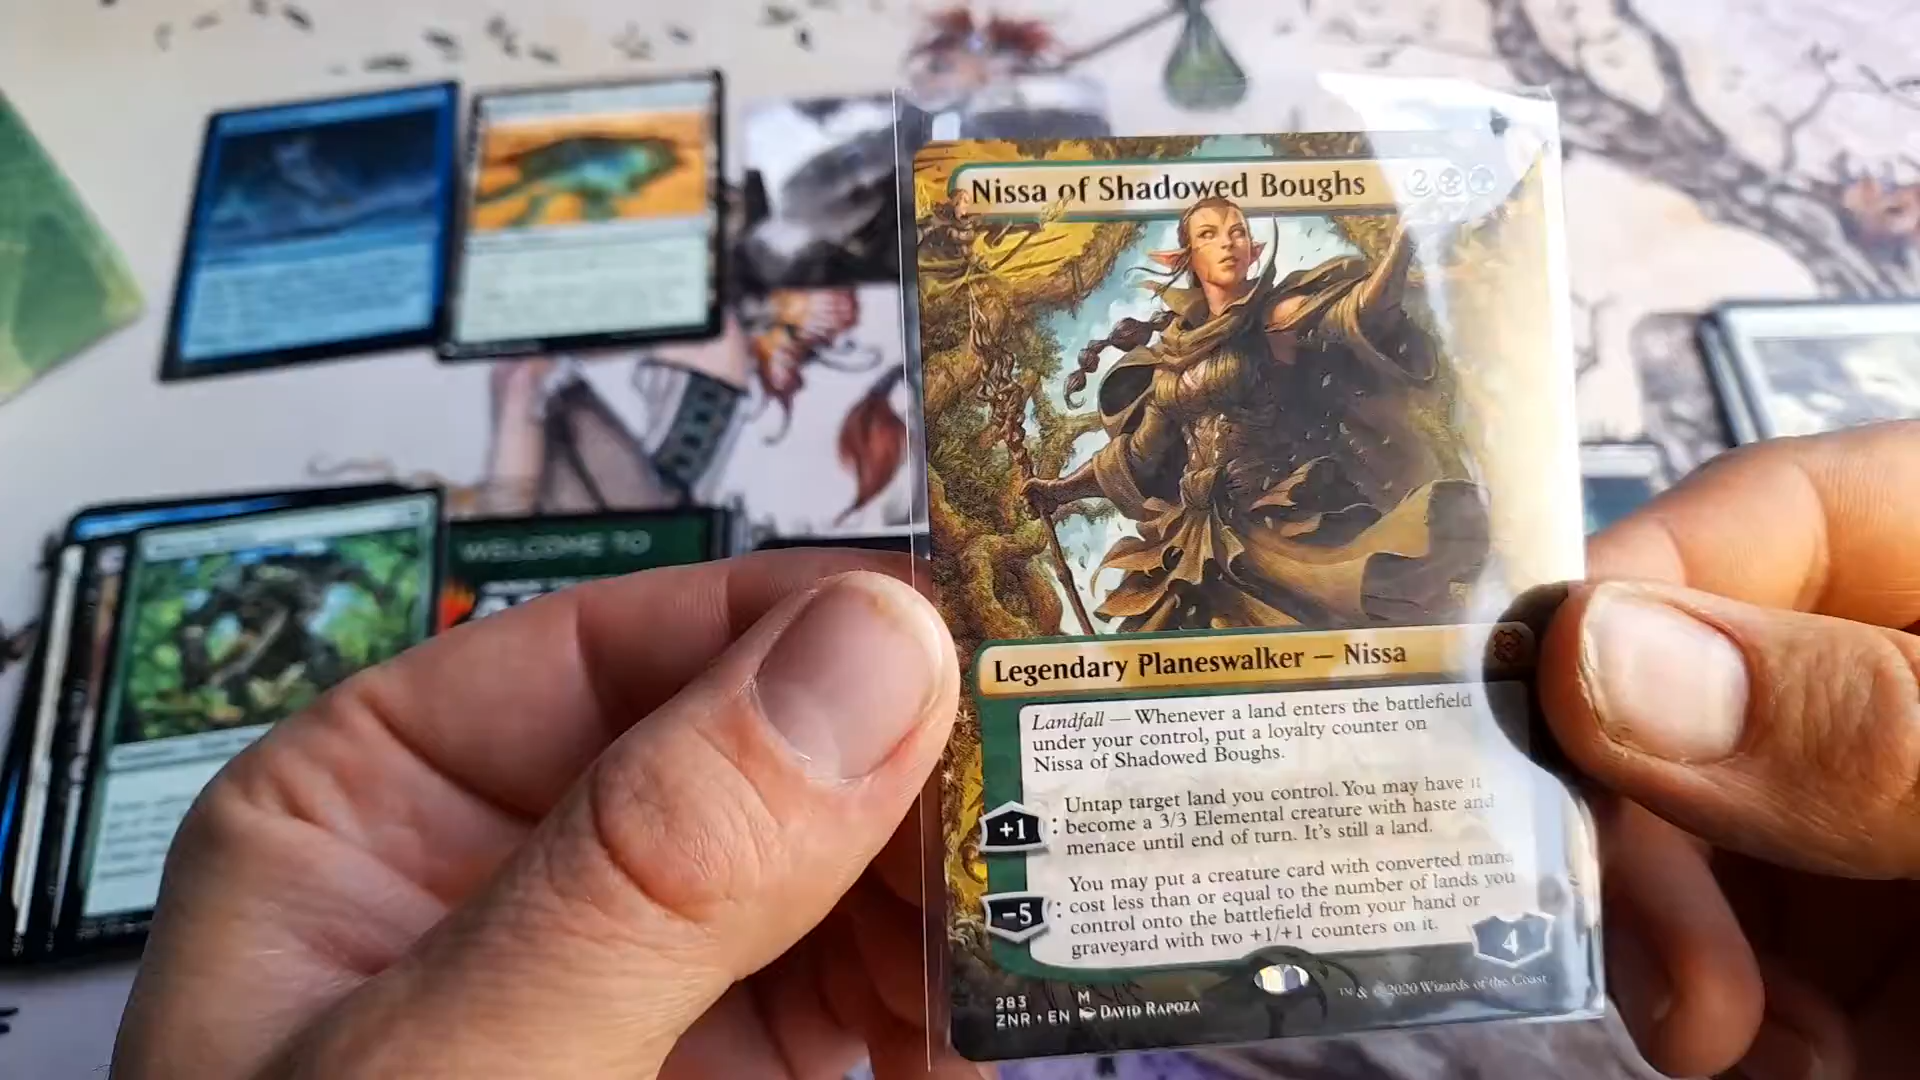 Nissa of Shadowed Boughs
2
WELCOME TO
Legendary Planeswalker — Nissa
Landfall — Whenever a land enters the battlefield
under your control, put a loyalty counter on
Nissa of Shadowed Boughs.
+1 : Untap target land you control. You may have it
become a 3/3 Elemental creature with haste and
menace until end of turn. It's still a land.
-5 : You may put a creature card with converted mana
cost less than or equal to the number of lands you
control onto the battlefield from your hand or
graveyard with two +1/+1 counters on it.
4
283 M
ZNR • EN DAVID RAPOZA
™ & © 2020 Wizards of the Coast